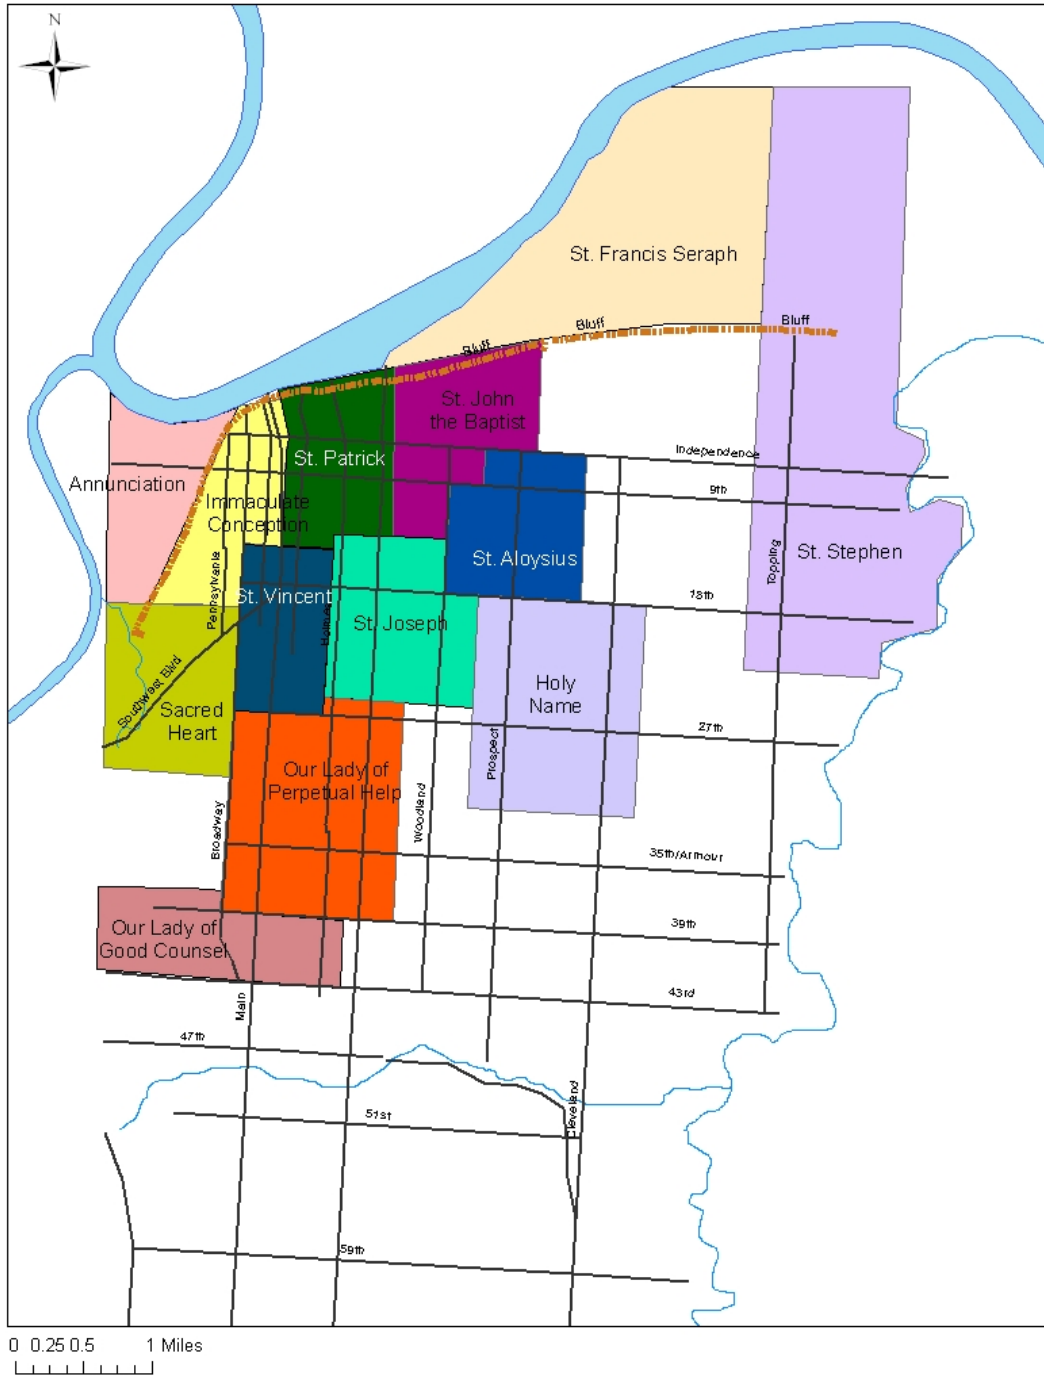 N
St. Francis Seraph
Bluff
Bluff
Bluff
St. John
the Baptist
Independence
St. Patrick
Annunciation
9th
Immaculate
Conception
St. Aloysius
St. Stephen
Topping
Pennsylvania
St. Vincent
18th
Holmes
St. Joseph
Southwest Blvd
Sacred
Heart
Holy
Name
27th
Prospect
Our Lady of
Perpetual Help
Woodland
Broadway
35th/Armour
39th
Our Lady of
Good Counsel
43rd
Main
47th
Cleveland
51st
59th
0 0.25 0.5 1 Miles